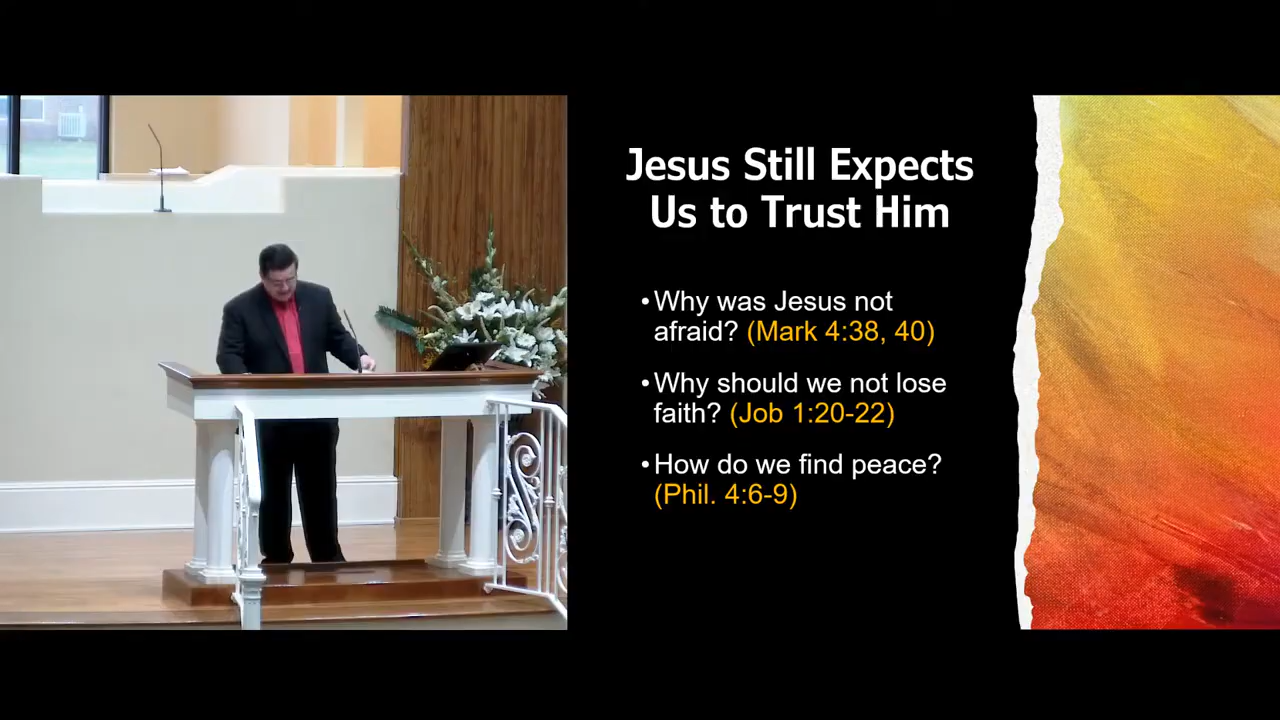 Jesus Still Expects
Us to Trust Him
•Why was Jesus not
afraid? (Mark 4:38, 40)
•Why should we not lose
faith? (Job 1:20-22)
•How do we find peace?
(Phil. 4:6-9)